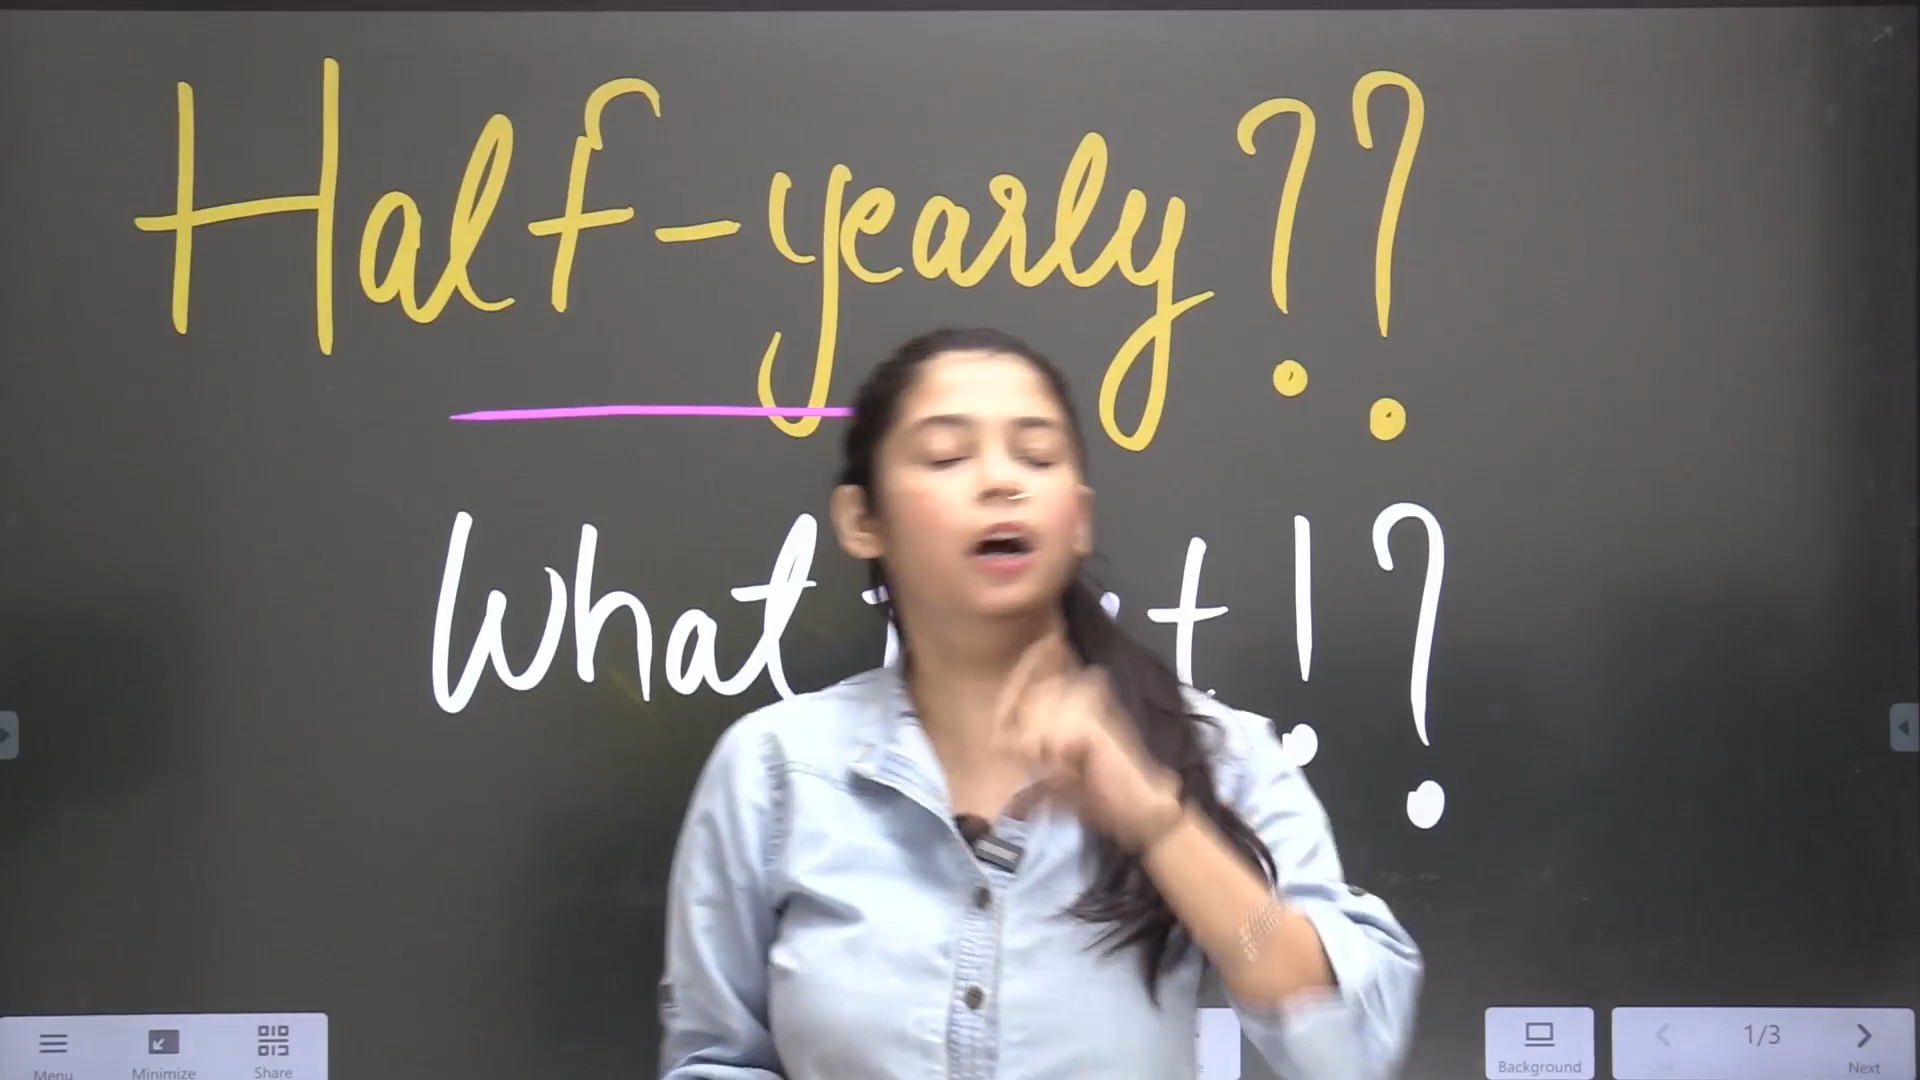 Half-yearly??
What !?
Menu
Minimize
Share
Background
1/3
Next